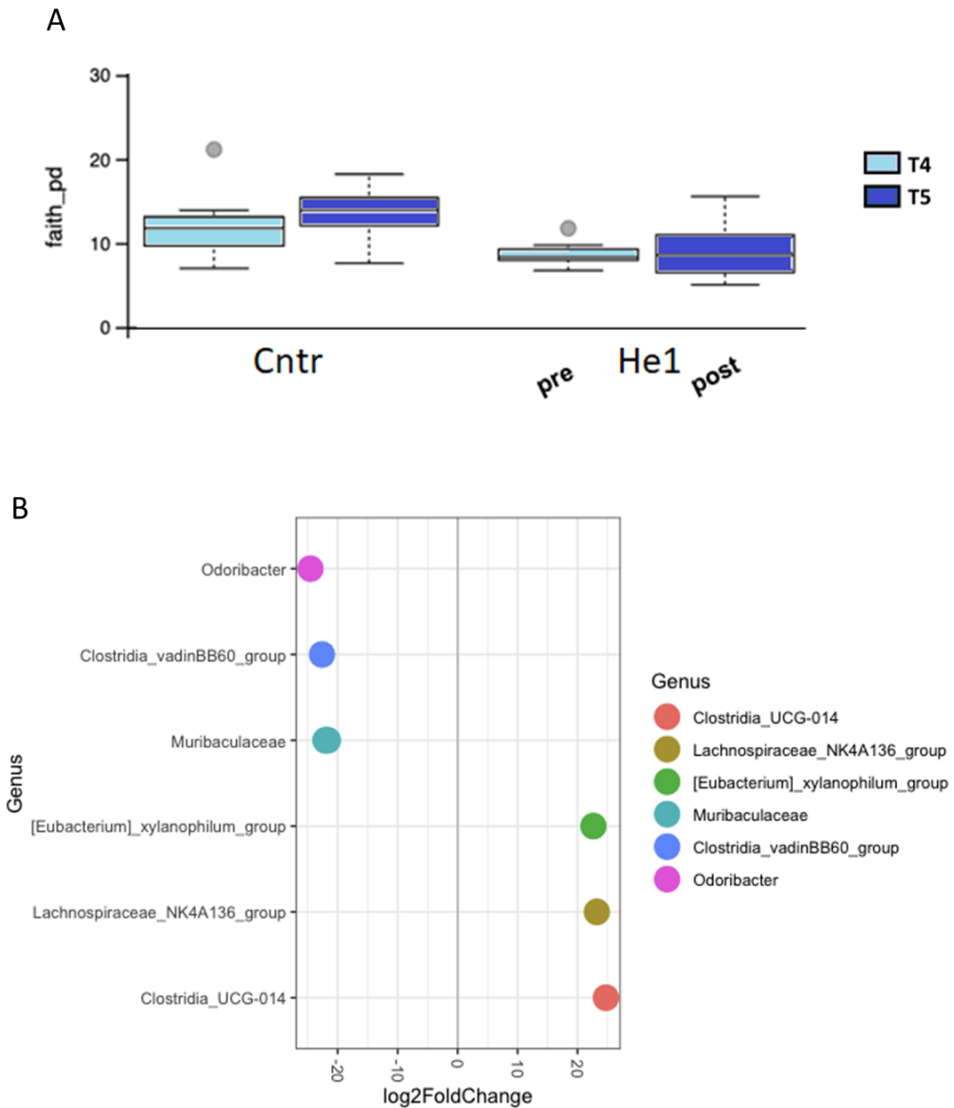 A
30
20
10
0
faith_pd
T4
T5
Cntr
He1
pre
post
B
Genus
Odoribacter
Clostridia_vadinBB60_group
Muribaculaceae
[Eubacterium]_xylanophilum_group
Lachnospiraceae_NK4A136_group
Clostridia_UCG-014
-20
-10
0
10
20
log2FoldChange
Genus
Clostridia_UCG-014
Lachnospiraceae_NK4A136_group
[Eubacterium]_xylanophilum_group
Muribaculaceae
Clostridia_vadinBB60_group
Odoribacter